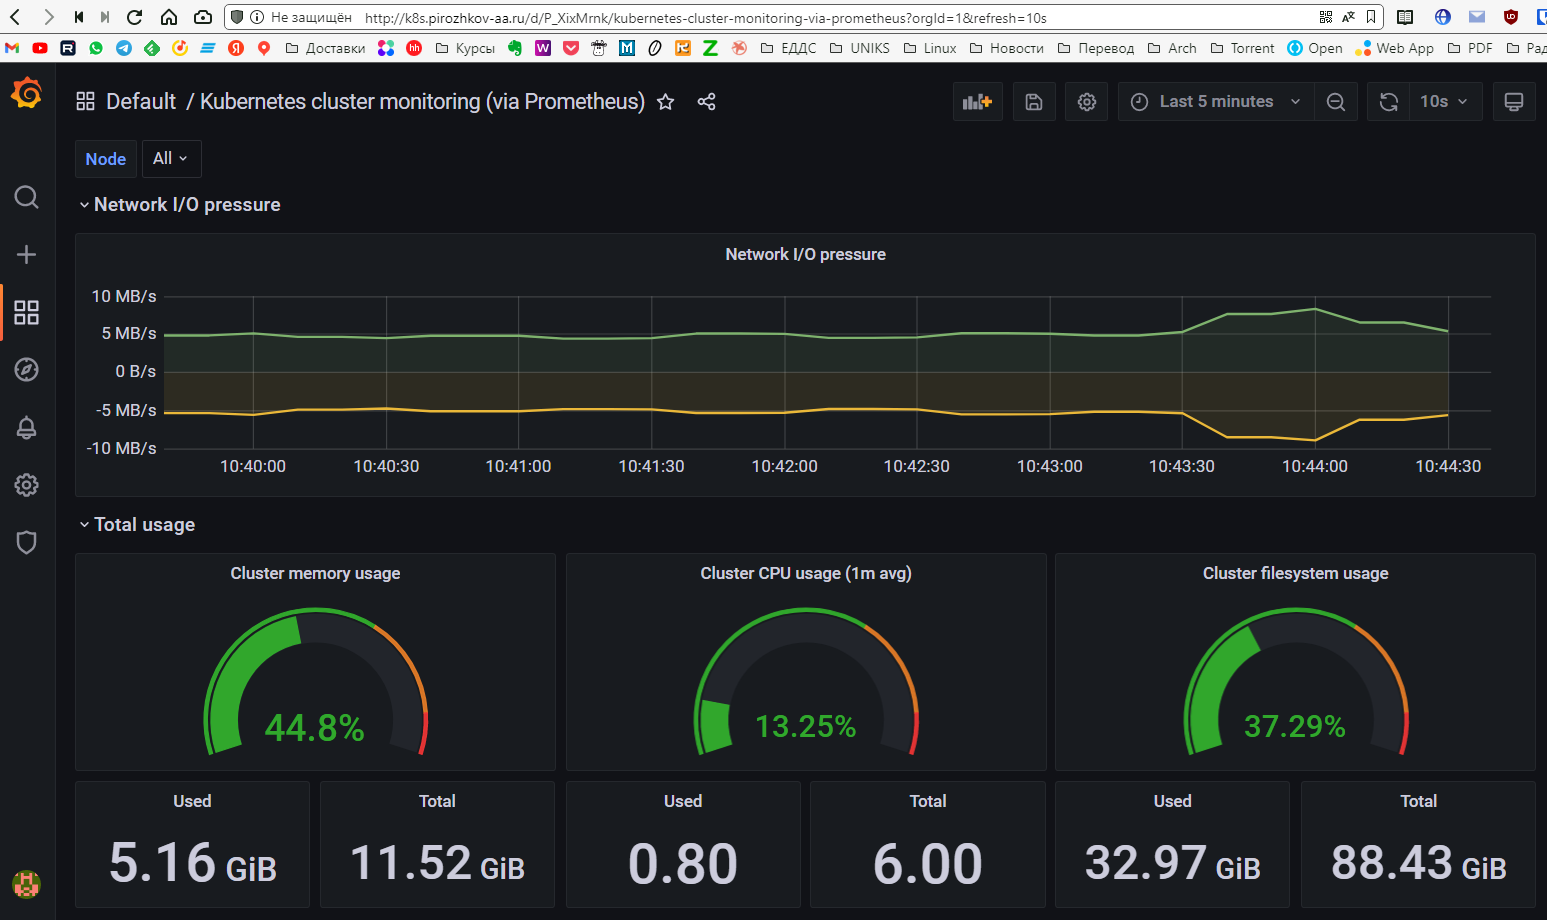 Не защищён http://k8s.pirozhkov-aa.ru/d/P_XixMrnk/kubernetes-cluster-monitoring-via-prometheus?orgId=1&refresh=10s
Доставки hh Курсы W M Z ЕДДС UNIKS Linux Новости Перевод Arch Torrent Open Web App PDF Рад
Default / Kubernetes cluster monitoring (via Prometheus) Last 5 minutes 10s
Node All
Network I/O pressure
Network I/O pressure
10 MB/s
5 MB/s
0 B/s
-5 MB/s
-10 MB/s
10:40:00 10:40:30 10:41:00 10:41:30 10:42:00 10:42:30 10:43:00 10:43:30 10:44:00 10:44:30
Total usage
Cluster memory usage Cluster CPU usage (1m avg) Cluster filesystem usage
44.8% 13.25% 37.29%
Used Total Used Total Used Total
5.16 GiB 11.52 GiB 0.80 6.00 32.97 GiB 88.43 GiB